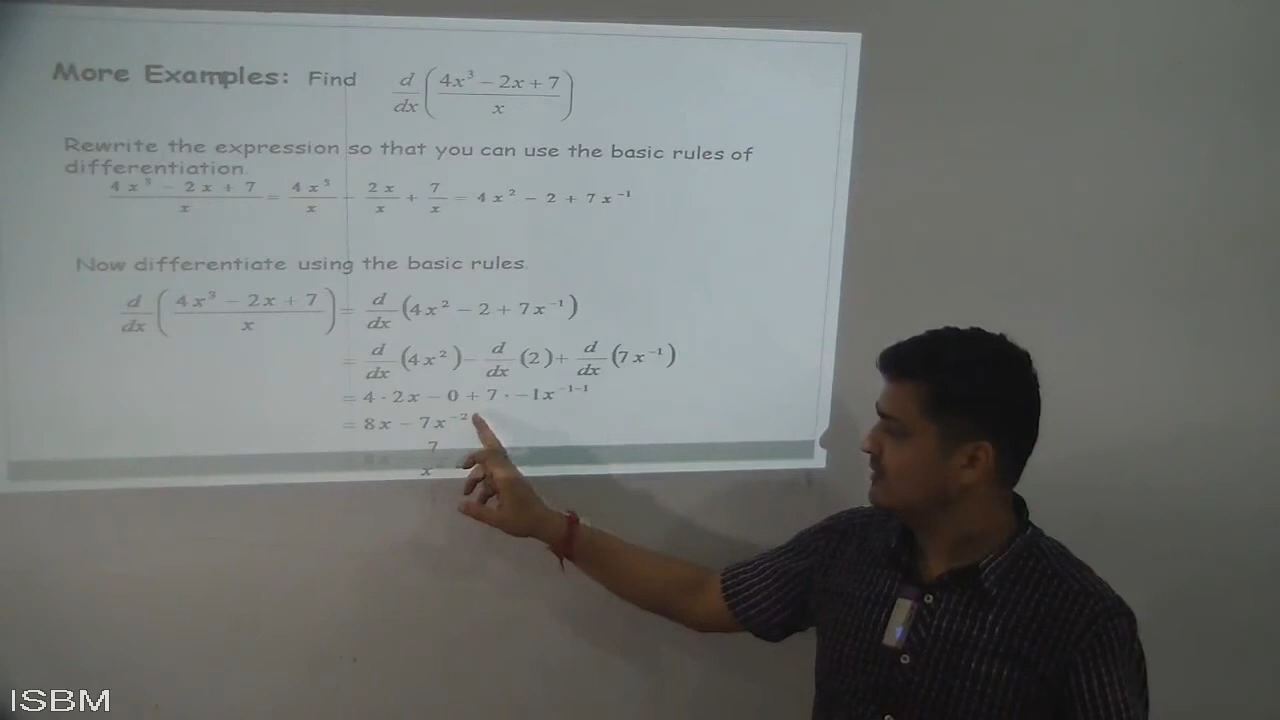 More Examples: Find d/dx ( (4x³ − 2x + 7) / x )
Rewrite the expression so that you can use the basic rules of
differentiation.
(4x³ − 2x + 7) / x = 4x³/x − 2x/x + 7/x = 4x² − 2 + 7x⁻¹
Now differentiate using the basic rules.
d/dx ( (4x³ − 2x + 7) / x ) = d/dx (4x² − 2 + 7x⁻¹)
= d/dx (4x²) − d/dx (2) + d/dx (7x⁻¹)
= 4 · 2x − 0 + 7 · −1x⁻¹⁻¹
= 8x − 7x⁻²
7
x
ISBM